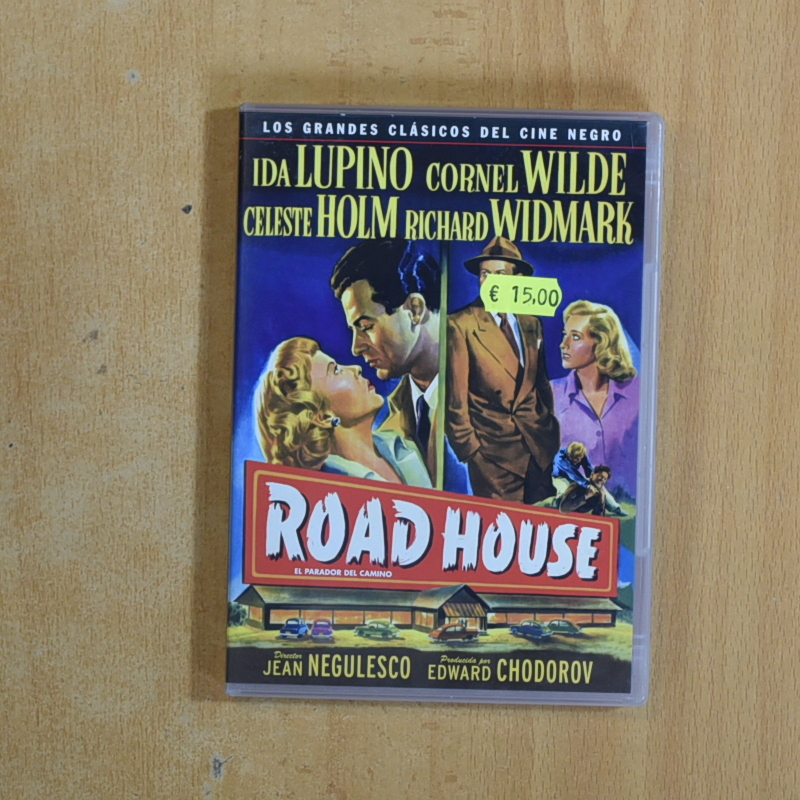 LOS GRANDES CLÁSICOS DEL CINE NEGRO
IDA LUPINO CORNEL WILDE
CELESTE HOLM RICHARD WIDMARK
€ 15,00
ROAD HOUSE
EL PARADOR DEL CAMINO
Director Producida por
JEAN NEGULESCO EDWARD CHODOROV